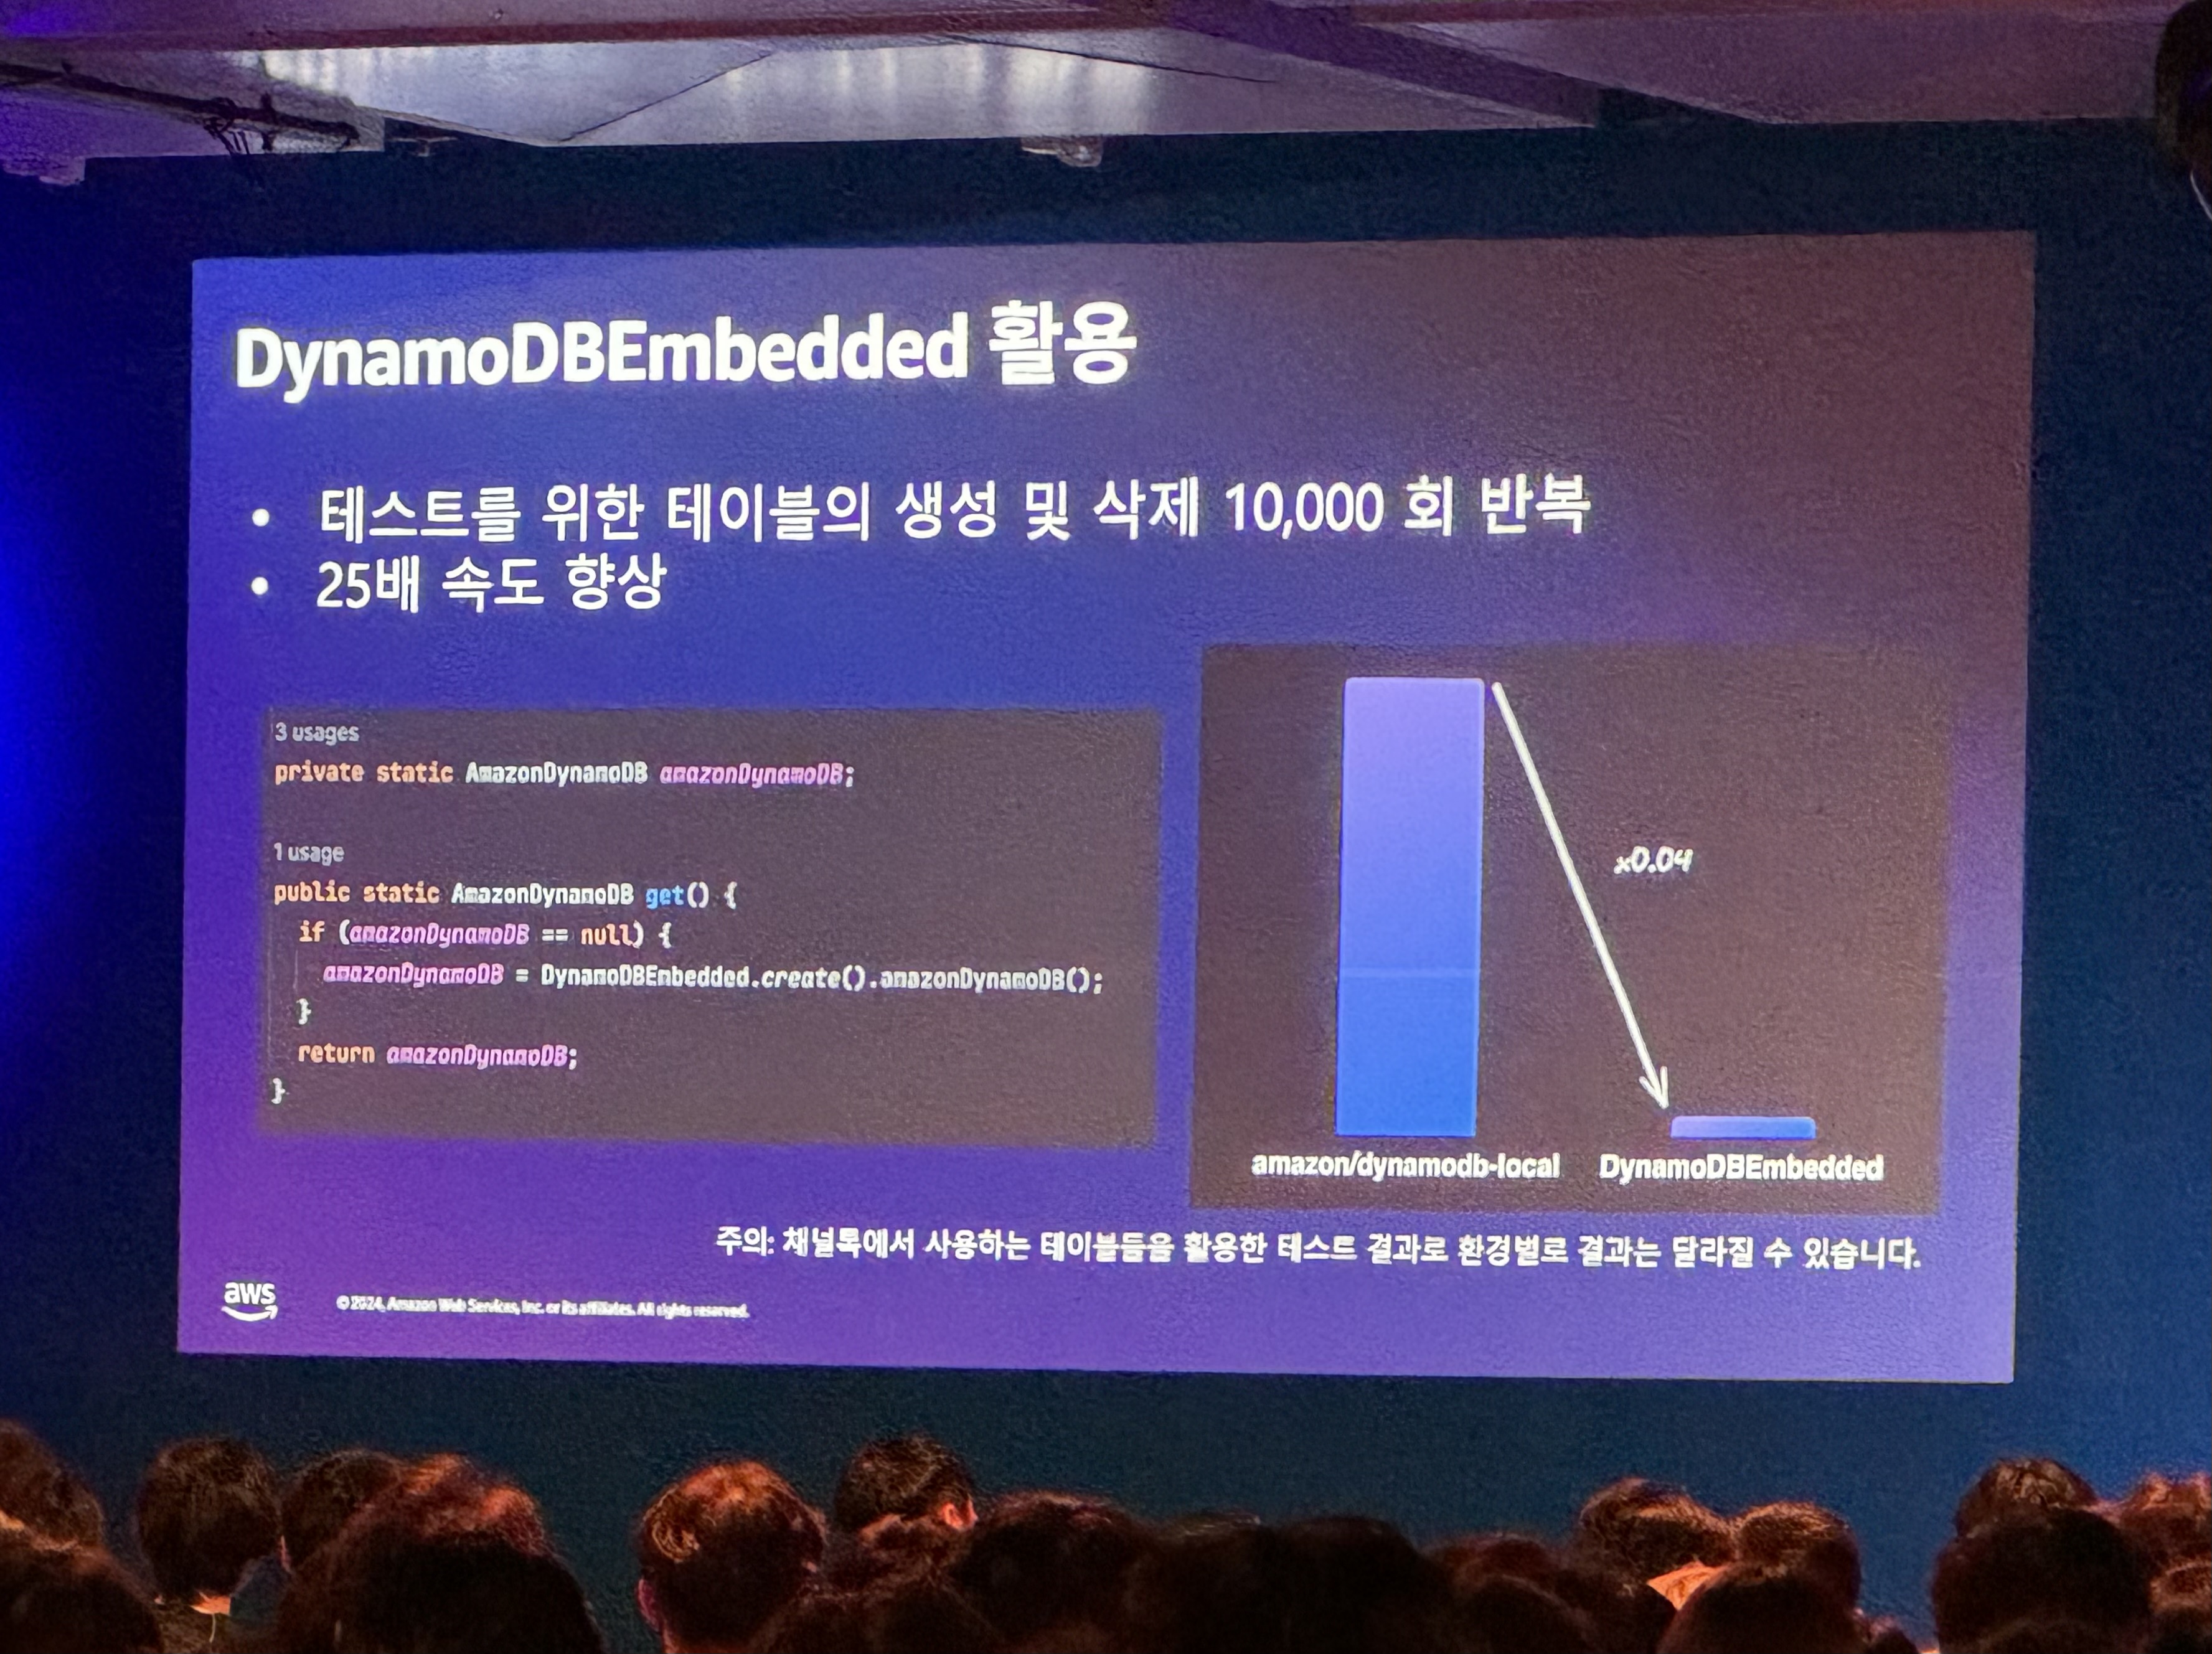 DynamoDBEmbedded 활용
• 테스트를 위한 테이블의 생성 및 삭제 10,000 회 반복
• 25배 속도 향상
3 usages
private static AmazonDynamoDB amazonDynamoDB;
1 usage
public static AmazonDynamoDB get() {
if (amazonDynamoDB == null) {
amazonDynamoDB = DynamoDBEmbedded.create().amazonDynamoDB();
}
return amazonDynamoDB;
}
x0.04
amazon/dynamodb-local
DynamoDBEmbedded
주의: 채널톡에서 사용하는 테이블들을 활용한 테스트 결과로 환경별로 결과는 달라질 수 있습니다.
aws
© 2024, Amazon Web Services, Inc. or its affiliates. All rights reserved.